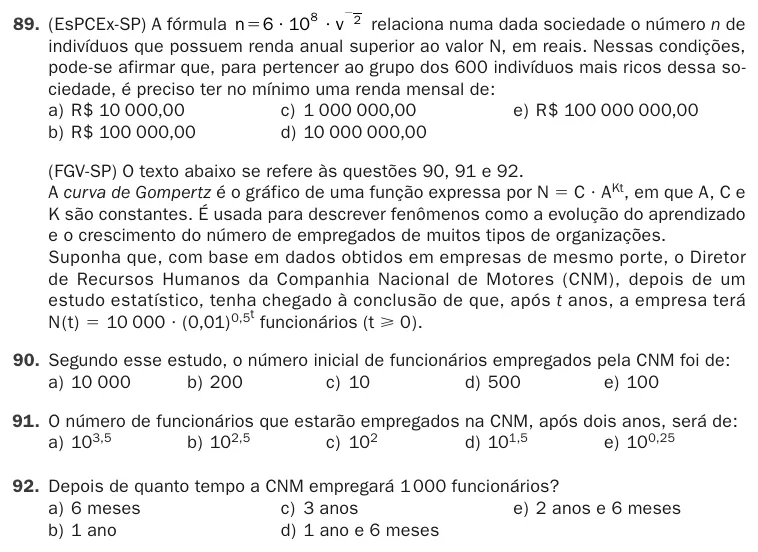 89. (EsPCEx-SP) A fórmula n = 6 · 10⁸ · v^(-‾2) relaciona numa dada sociedade o número n de
indivíduos que possuem renda anual superior ao valor N, em reais. Nessas condições,
pode-se afirmar que, para pertencer ao grupo dos 600 indivíduos mais ricos dessa so-
ciedade, é preciso ter no mínimo uma renda mensal de:
a) R$ 10 000,00 c) 1 000 000,00 e) R$ 100 000 000,00
b) R$ 100 000,00 d) 10 000 000,00
(FGV-SP) O texto abaixo se refere às questões 90, 91 e 92.
A curva de Gompertz é o gráfico de uma função expressa por N = C · A^(Kt), em que A, C e
K são constantes. É usada para descrever fenômenos como a evolução do aprendizado
e o crescimento do número de empregados de muitos tipos de organizações.
Suponha que, com base em dados obtidos em empresas de mesmo porte, o Diretor
de Recursos Humanos da Companhia Nacional de Motores (CNM), depois de um
estudo estatístico, tenha chegado à conclusão de que, após t anos, a empresa terá
N(t) = 10 000 · (0,01)^(0,5^t) funcionários (t ⩾ 0).
90. Segundo esse estudo, o número inicial de funcionários empregados pela CNM foi de:
a) 10 000 b) 200 c) 10 d) 500 e) 100
91. O número de funcionários que estarão empregados na CNM, após dois anos, será de:
a) 10^(3,5) b) 10^(2,5) c) 10² d) 10^(1,5) e) 10^(0,25)
92. Depois de quanto tempo a CNM empregará 1 000 funcionários?
a) 6 meses c) 3 anos e) 2 anos e 6 meses
b) 1 ano d) 1 ano e 6 meses